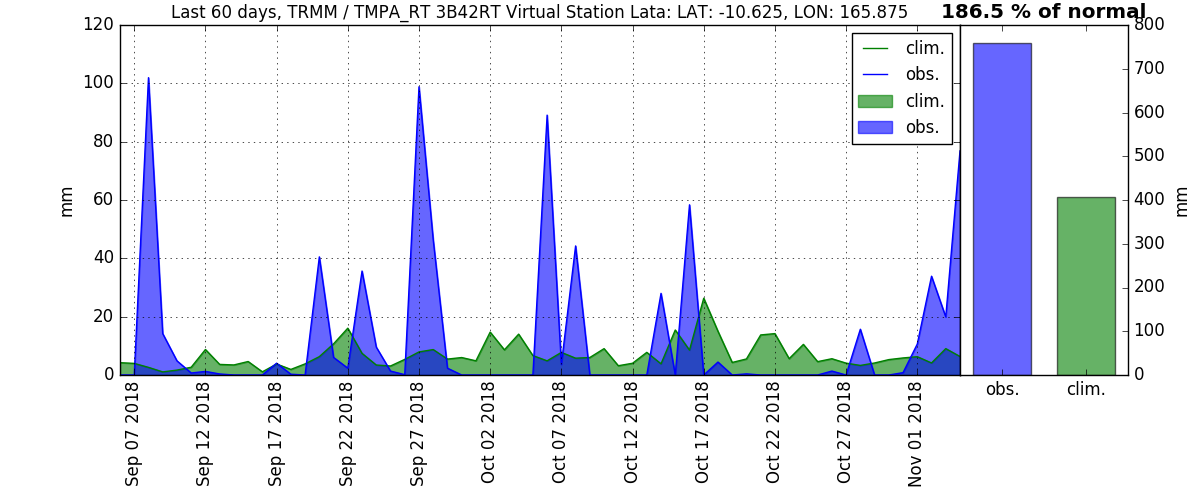 Last 60 days, TRMM / TMPA_RT 3B42RT Virtual Station Lata: LAT: -10.625, LON: 165.875
186.5 % of normal
120
100
80
60
40
20
0
mm
clim.
obs.
clim.
obs.
800
700
600
500
400
300
200
100
0
mm
Sep 07 2018
Sep 12 2018
Sep 17 2018
Sep 22 2018
Sep 27 2018
Oct 02 2018
Oct 07 2018
Oct 12 2018
Oct 17 2018
Oct 22 2018
Oct 27 2018
Nov 01 2018
obs.
clim.